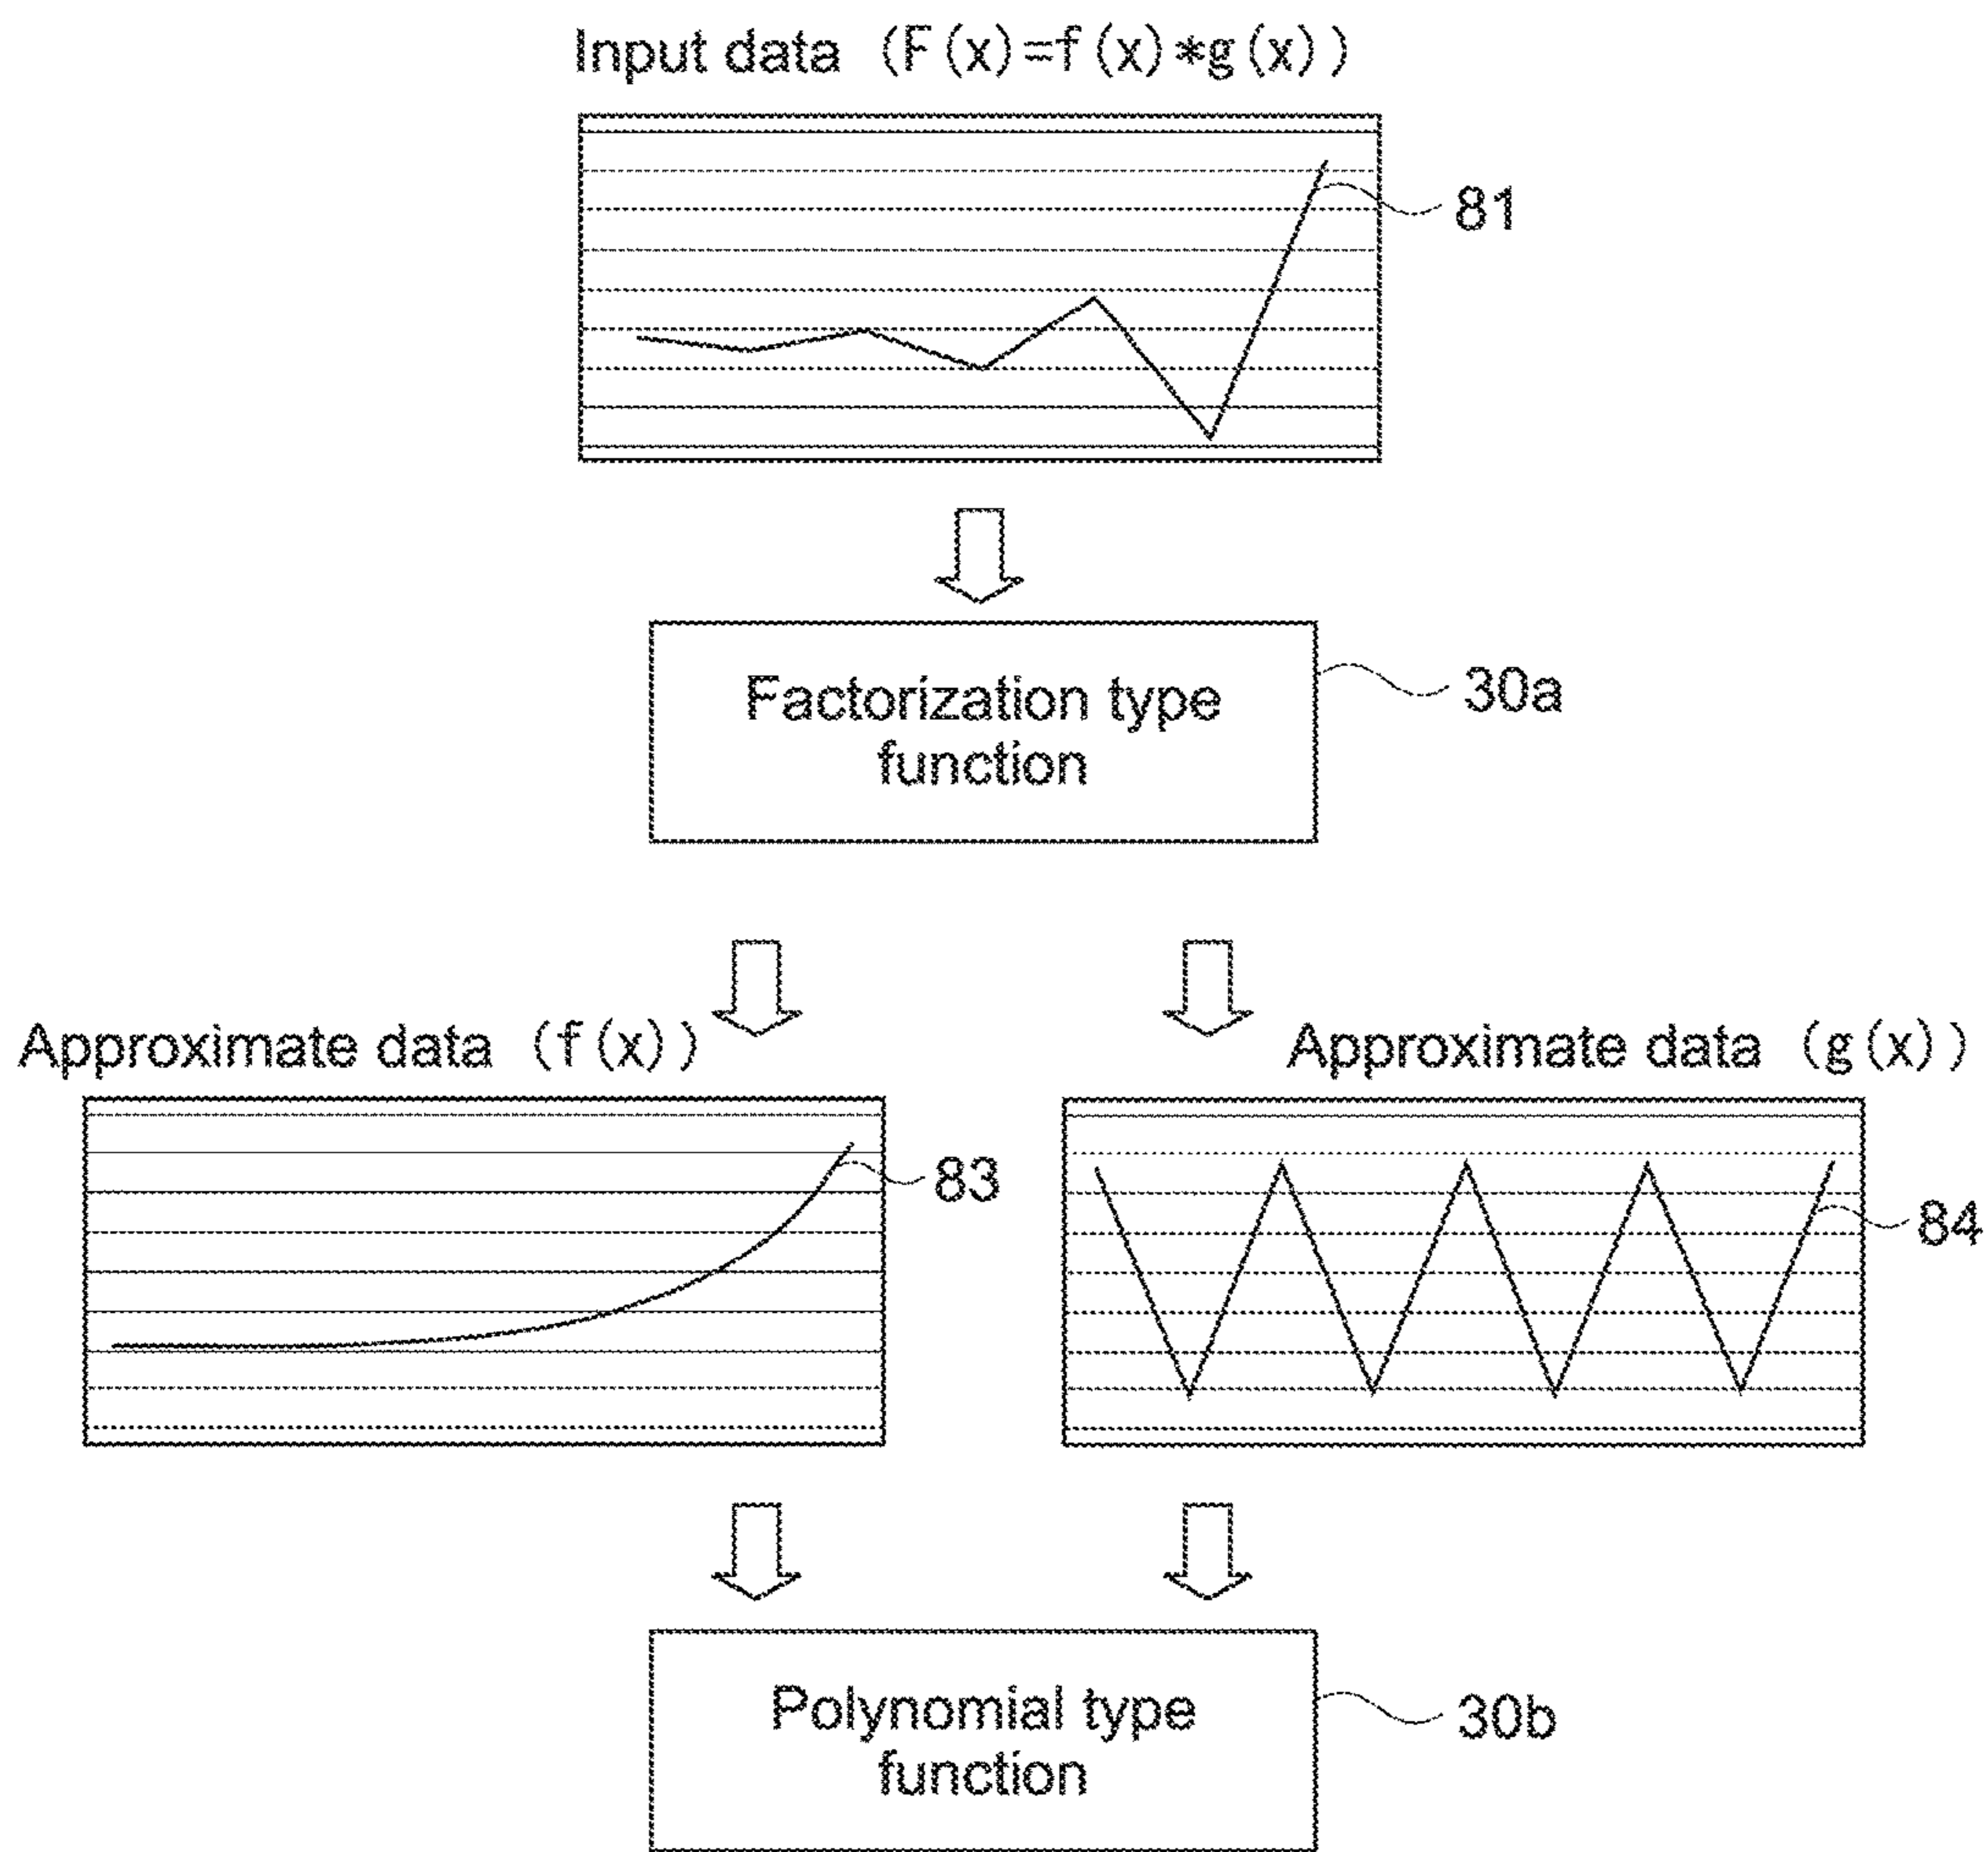 Input data (F(x)=f(x)*g(x))
81
Factorization type
function
30a
Approximate data (f(x))
Approximate data (g(x))
83
84
Polynomial type
function
30b